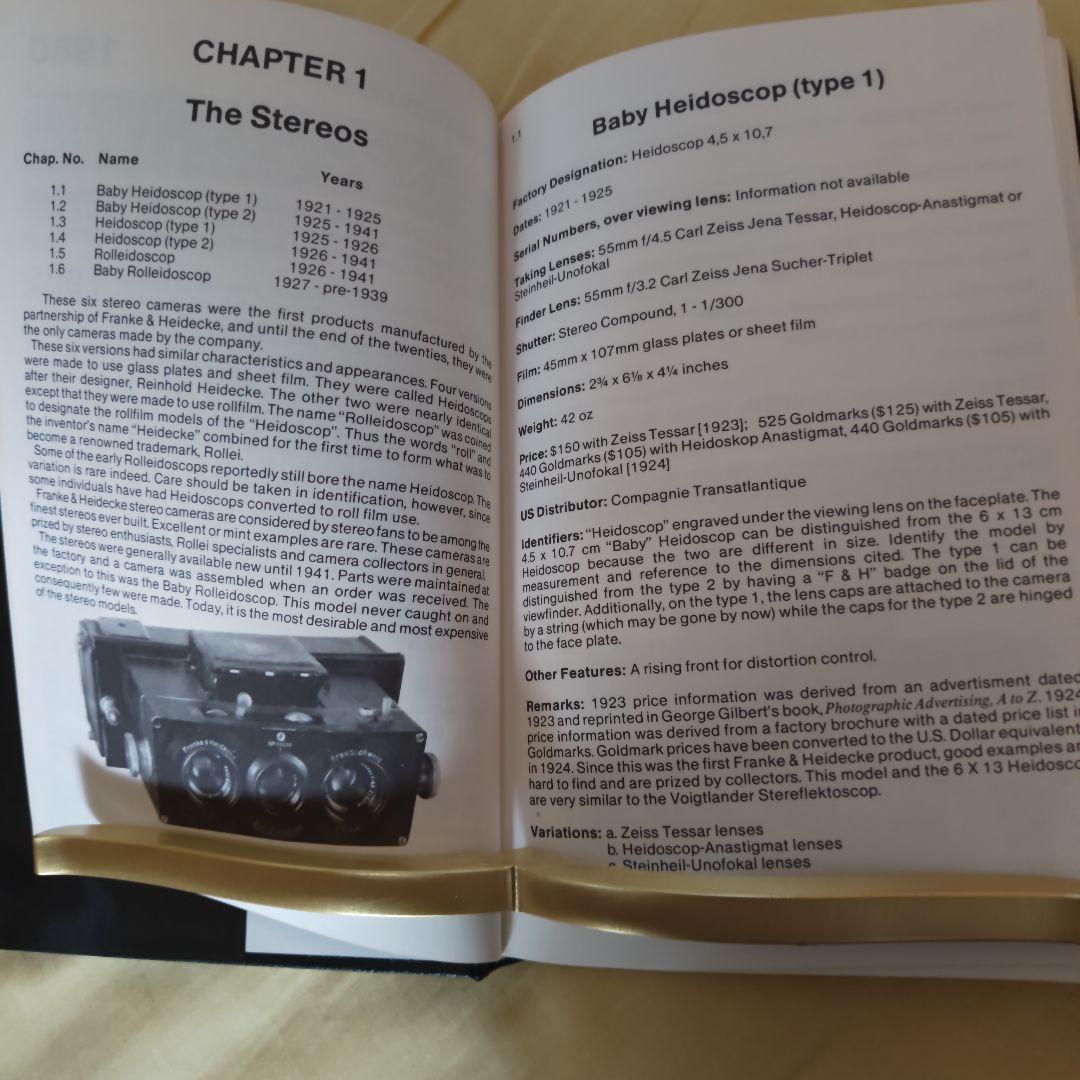 CHAPTER 1
The Stereos
Chap. No. Name Years
1.1 Baby Heidoscop (type 1) 1921 - 1925
1.2 Baby Heidoscop (type 2) 1925 - 1941
1.3 Heidoscop (type 1) 1925 - 1926
1.4 Heidoscop (type 2) 1926 - 1941
1.5 Rolleidoscop 1926 - 1941
1.6 Baby Rolleidoscop 1927 - pre-1939
These six stereo cameras were the first products manufactured by the
partnership of Franke & Heidecke, and until the end of the twenties, they were
the only cameras made by the company.
These six versions had similar characteristics and appearances. Four versions
were made to use glass plates and sheet film. They were called Heidoscops
after their designer, Reinhold Heidecke. The other two were nearly identical
except that they were made to use rollfilm. The name "Rolleidoscop" was coined
to designate the rollfilm models of the "Heidoscop". Thus the words "roll" and
the inventor's name "Heidecke" combined for the first time to form what was to
become a renowned trademark, Rollei.
Some of the early Rolleidoscops reportedly still bore the name Heidoscop. The
variation is rare indeed. Care should be taken in identification, however, since
some individuals have had Heidoscops converted to roll film use.
Franke & Heidecke stereo cameras are considered by stereo fans to be among the
finest stereos ever built. Excellent or mint examples are rare. These cameras are
prized by stereo enthusiasts, Rollei specialists and camera collectors in general.
The stereos were generally available new until 1941. Parts were maintained at
the factory and a camera was assembled when an order was received. The
exception to this was the Baby Rolleidoscop. This model never caught on and
consequently few were made. Today, it is the most desirable and most expensive
of the stereo models.
Franke & Heidecke
Braunschweig
1.1
Baby Heidoscop (type 1)
Factory Designation: Heidoscop 4,5 x 10,7
Dates: 1921 - 1925
Serial Numbers, over viewing lens: Information not available
Taking Lenses: 55mm f/4.5 Carl Zeiss Jena Tessar, Heidoscop-Anastigmat or
Steinheil-Unofokal
Finder Lens: 55mm f/3.2 Carl Zeiss Jena Sucher-Triplet
Shutter: Stereo Compound, 1 - 1/300
Film: 45mm x 107mm glass plates or sheet film
Dimensions: 2¾ x 6⅛ x 4¼ inches
Weight: 42 oz
Price: $150 with Zeiss Tessar [1923]; 525 Goldmarks ($125) with Zeiss Tessar,
440 Goldmarks ($105) with Heidoskop Anastigmat, 440 Goldmarks ($105) with
Steinheil-Unofokal [1924]
US Distributor: Compagnie Transatlantique
Identifiers: "Heidoscop" engraved under the viewing lens on the faceplate. The
4.5 x 10.7 cm "Baby" Heidoscop can be distinguished from the 6 x 13 cm
Heidoscop because the two are different in size. Identify the model by
measurement and reference to the dimensions cited. The type 1 can be
distinguished from the type 2 by having a "F & H" badge on the lid of the
viewfinder. Additionally, on the type 1, the lens caps are attached to the camera
by a string (which may be gone by now) while the caps for the type 2 are hinged
to the face plate.
Other Features: A rising front for distortion control.
Remarks: 1923 price information was derived from an advertisment dated
1923 and reprinted in George Gilbert's book, Photographic Advertising, A to Z. 1924
price information was derived from a factory brochure with a dated price list in
Goldmarks. Goldmark prices have been converted to the U.S. Dollar equivalent
in 1924. Since this was the first Franke & Heidecke product, good examples are
hard to find and are prized by collectors. This model and the 6 X 13 Heidosco
are very similar to the Voigtlander Stereflektoscop.
Variations: a. Zeiss Tessar lenses
b. Heidoscop-Anastigmat lenses
c. Steinheil-Unofokal lenses